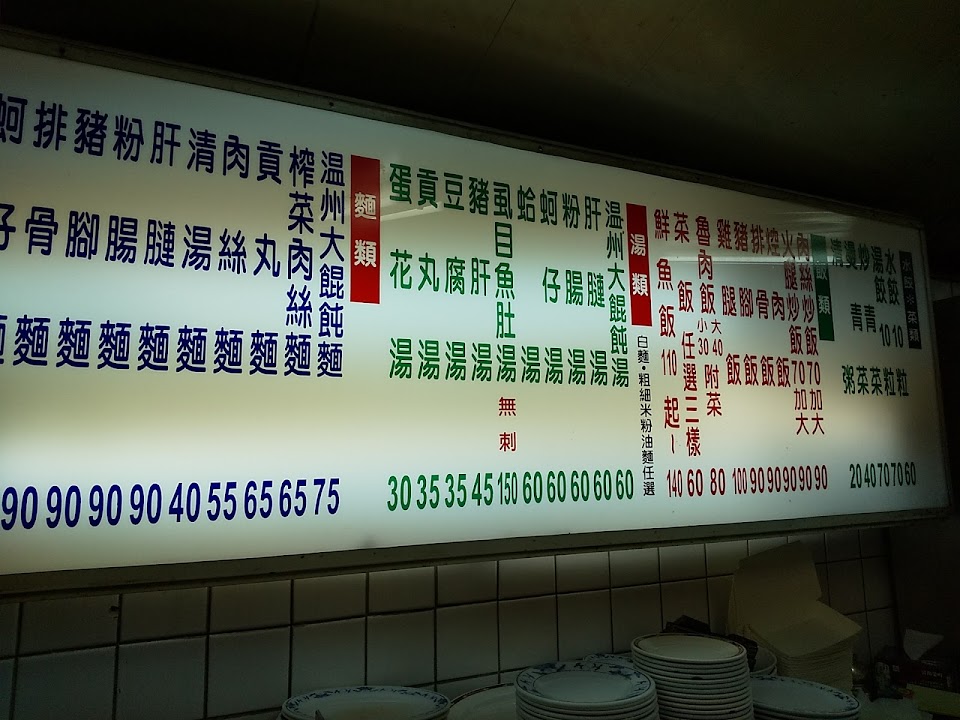 水餃10粒 60
湯餃10粒 70
炒青菜 70
燙青菜 40
清粥 20
飯類
肉絲炒飯70加大 90
火腿炒飯70加大 90
焢肉飯 90
排骨飯 90
豬腳飯 90
雞腿飯 100
魯肉飯小30大40附菜 80
菜飯任選三樣 60
鮮魚飯110起~ 140
湯類
白麵•粗細米粉油麵任選
温州大餛飩湯 60
肝膁湯 60
粉腸湯 60
蚵仔湯 60
蛤湯 60
虱目魚肚湯無刺 150
豬肝湯 45
豆腐湯 35
貢丸湯 35
蛋花湯 30
麵類
温州大餛飩麵 75
榨菜肉絲麵 65
貢丸麵 65
肉絲麵 55
清湯麵 40
肝膁麵 90
粉腸麵 90
豬腳麵 90
排骨麵 90
蚵仔麵